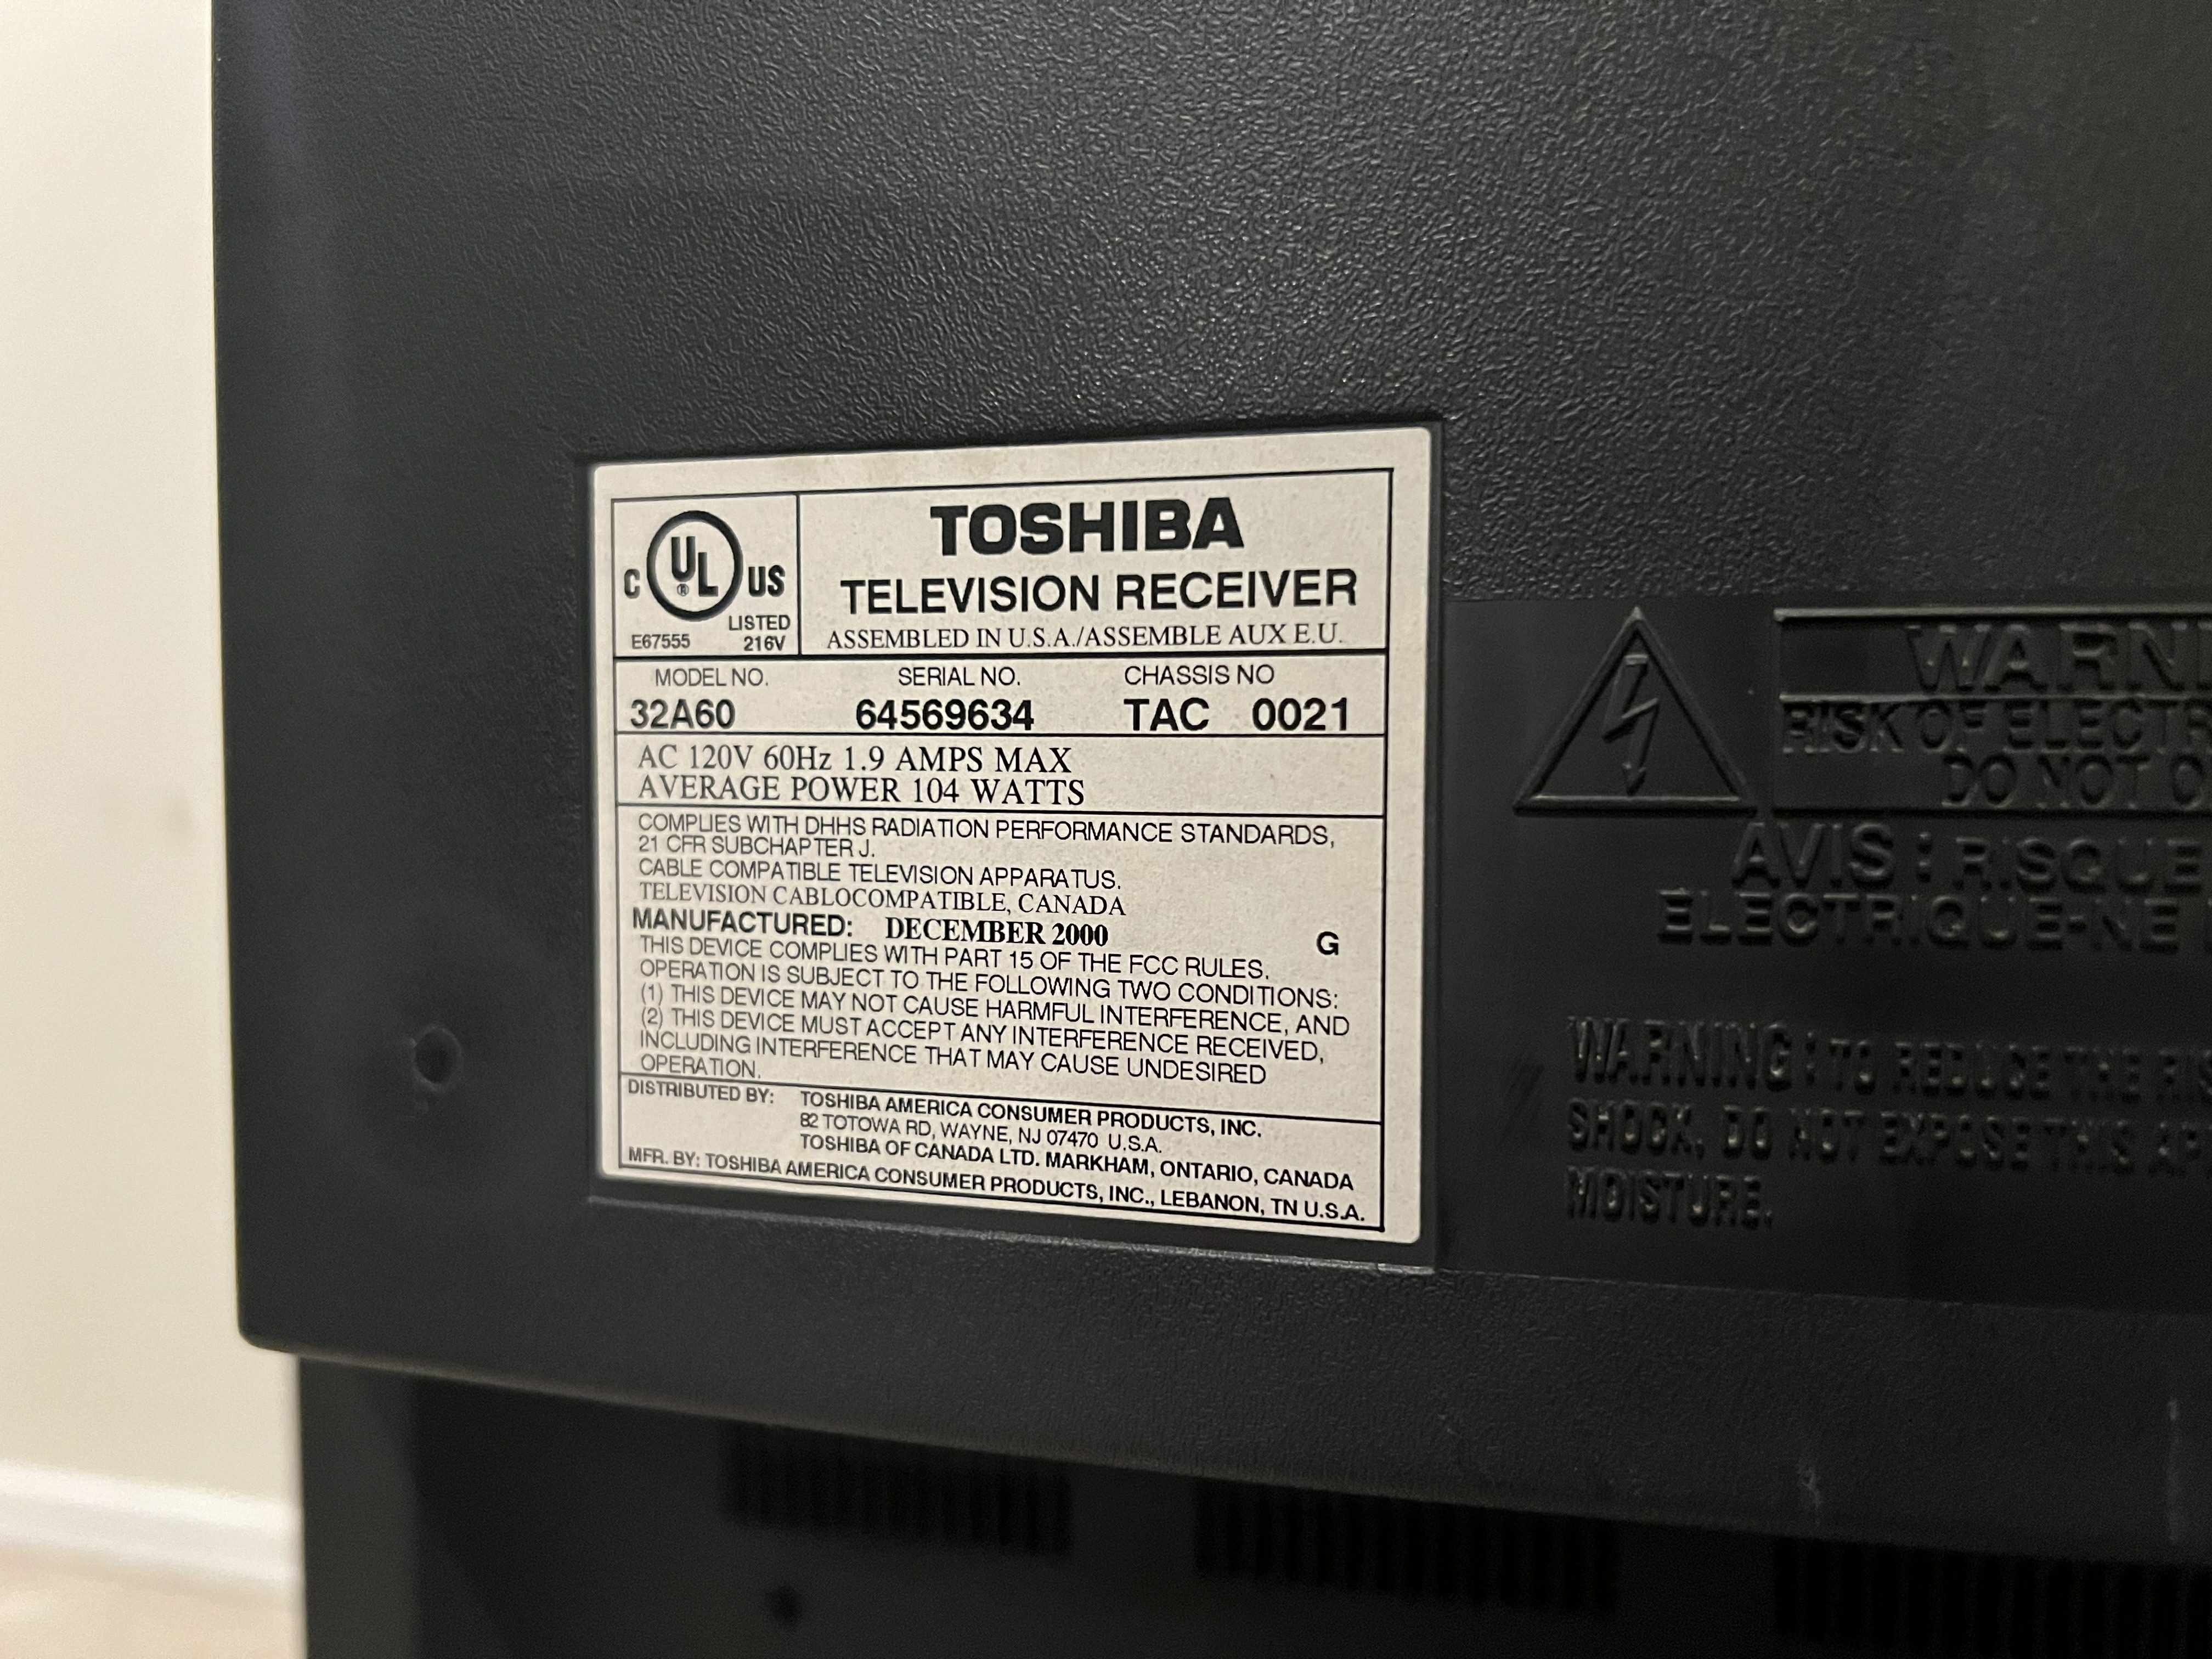 C UL ® US
LISTED
E67555 216V
TOSHIBA
TELEVISION RECEIVER
ASSEMBLED IN U.S.A./ASSEMBLE AUX E.U.
MODEL NO. SERIAL NO. CHASSIS NO
32A60 64569634 TAC 0021
AC 120V 60Hz 1.9 AMPS MAX
AVERAGE POWER 104 WATTS
COMPLIES WITH DHHS RADIATION PERFORMANCE STANDARDS,
21 CFR SUBCHAPTER J.
CABLE COMPATIBLE TELEVISION APPARATUS.
TELEVISION CABLOCOMPATIBLE, CANADA
MANUFACTURED: DECEMBER 2000 G
THIS DEVICE COMPLIES WITH PART 15 OF THE FCC RULES.
OPERATION IS SUBJECT TO THE FOLLOWING TWO CONDITIONS:
(1) THIS DEVICE MAY NOT CAUSE HARMFUL INTERFERENCE, AND
(2) THIS DEVICE MUST ACCEPT ANY INTERFERENCE RECEIVED,
INCLUDING INTERFERENCE THAT MAY CAUSE UNDESIRED
OPERATION.
DISTRIBUTED BY: TOSHIBA AMERICA CONSUMER PRODUCTS, INC.
82 TOTOWA RD, WAYNE, NJ 07470 U.S.A.
TOSHIBA OF CANADA LTD. MARKHAM, ONTARIO, CANADA
MFR. BY: TOSHIBA AMERICA CONSUMER PRODUCTS, INC., LEBANON, TN U.S.A.
WARNI
RISK OF ELECTR
DO NOT O
AVIS : RISQUE
ELECTRIQUE-NE
WARNING : TO REDUCE THE RIS
SHOCK, DO NOT EXPOSE THIS AP
MOISTURE.